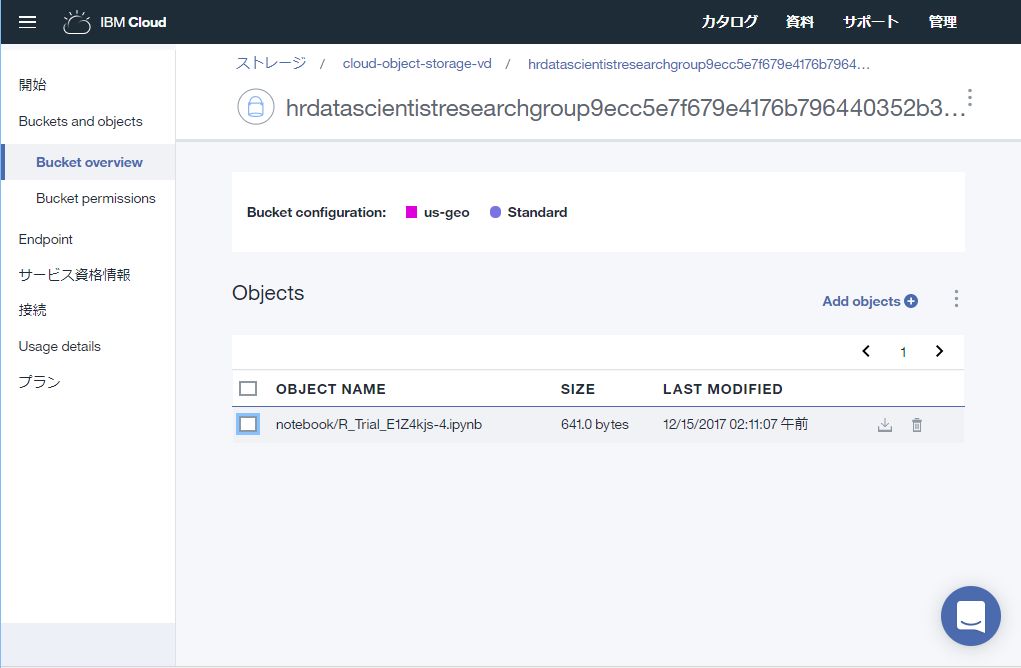 IBM Cloud
カタログ 資料 サポート 管理
開始
Buckets and objects
Bucket overview
Bucket permissions
Endpoint
サービス資格情報
接続
Usage details
プラン
ストレージ / cloud-object-storage-vd / hrdatascientistresearchgroup9ecc5e7f679e4176b7964…
hrdatascientistresearchgroup9ecc5e7f679e4176b796440352b3…
Bucket configuration: us-geo Standard
Objects
Add objects
1
OBJECT NAME SIZE LAST MODIFIED
notebook/R_Trial_E1Z4kjs-4.ipynb 641.0 bytes 12/15/2017 02:11:07 午前